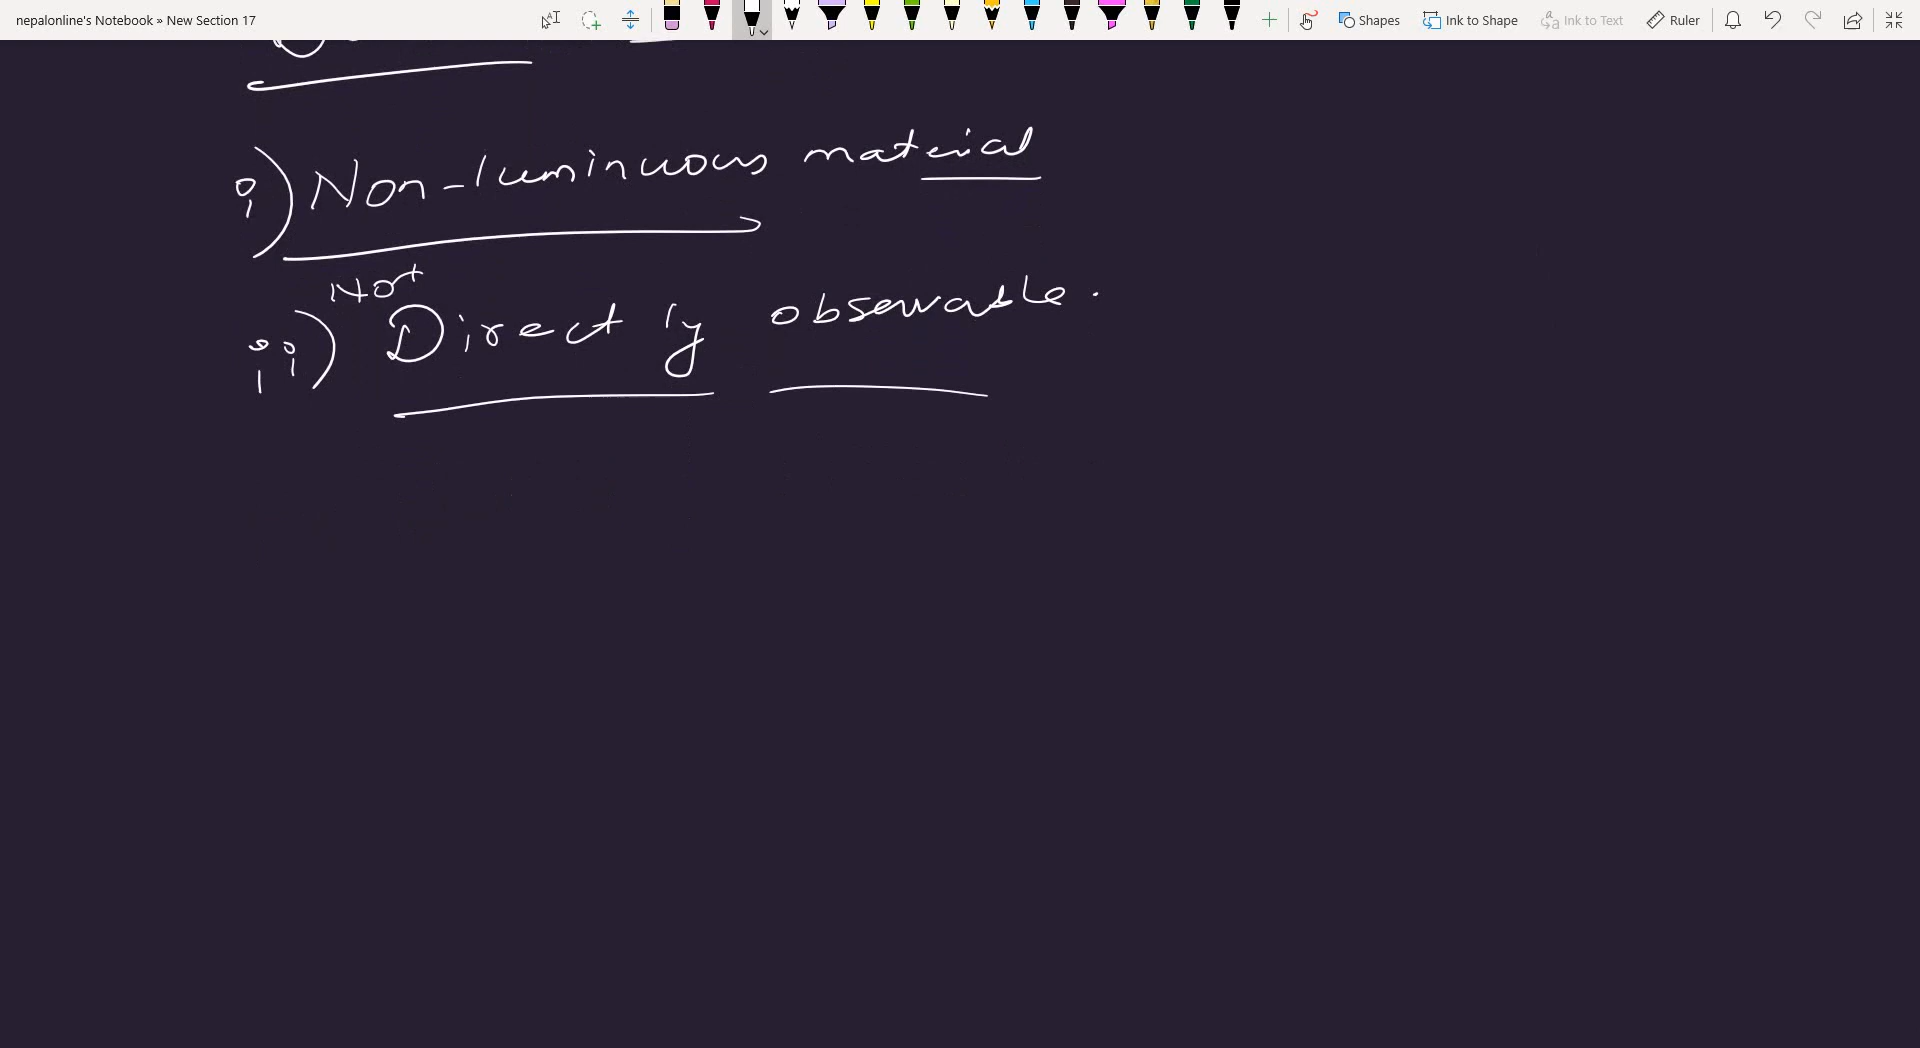 nepalonline's Notebook » New Section 17
Shapes
Ink to Shape
Ink to Text
Ruler
i) Non-luminuous material
Not
ii) Directly observable.